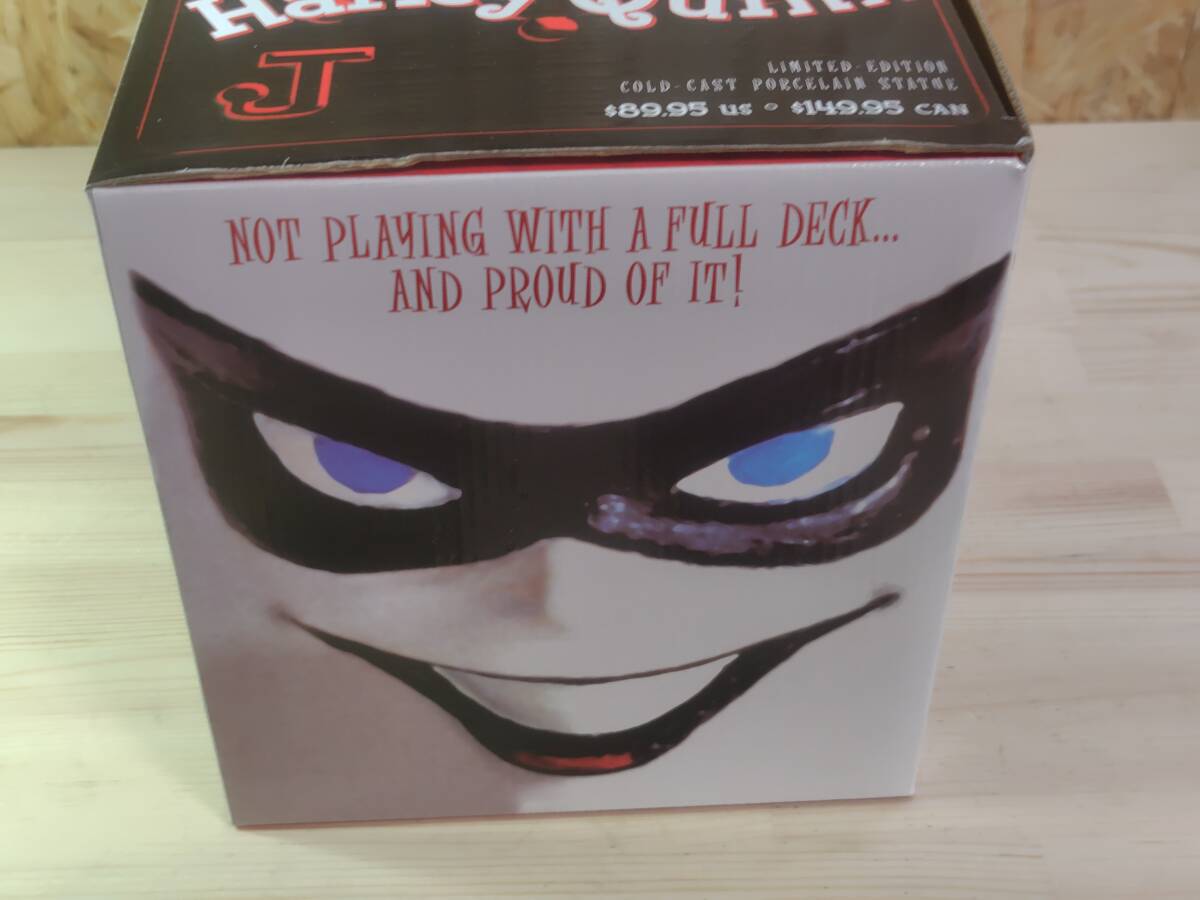 Harley Quinn
J
LIMITED-EDITION
COLD-CAST PORCELAIN STATUE
$89.95 US • $149.95 CAN
NOT PLAYING WITH A FULL DECK...
AND PROUD OF IT!